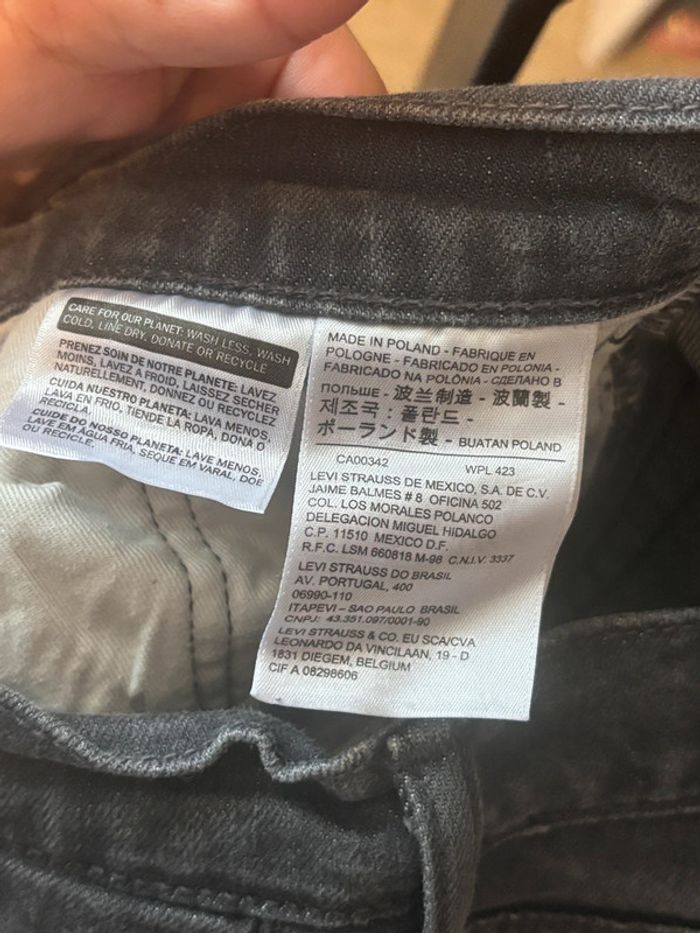 CARE FOR OUR PLANET: WASH LESS, WASH
COLD, LINE DRY, DONATE OR RECYCLE
PRENEZ SOIN DE NOTRE PLANETE: LAVEZ
MOINS, LAVEZ A FROID, LAISSEZ SECHER
NATURELLEMENT, DONNEZ OU RECYCLEZ
CUIDA NUESTRO PLANETA: LAVA MENOS,
LAVA EN FRIO, TIENDE LA ROPA, DONA O
RECICLA
CUIDE DO NOSSO PLANETA: LAVE MENOS,
LAVE EM AGUA FRIA, SEQUE EM VARAL, DOE
OU RECICLE.
MADE IN POLAND - FABRIQUE EN
POLOGNE - FABRICADO EN POLONIA -
FABRICADO NA POLÔNIA - СДЕЛАНО В
ПОЛЬШЕ - 波兰制造 - 波蘭製 -
제조국 : 폴란드 -
ポーランド製 - BUATAN POLAND
CA00342 WPL 423
LEVI STRAUSS DE MEXICO, S.A. DE C.V.
JAIME BALMES # 8 OFICINA 502
COL. LOS MORALES POLANCO
DELEGACION MIGUEL HIDALGO
C.P. 11510 MEXICO D.F.
R.F.C. LSM 660818 M-98 C.N.I.V. 3337
LEVI STRAUSS DO BRASIL
AV. PORTUGAL, 400
06990-110
ITAPEVI – SAO PAULO BRASIL
CNPJ: 43.351.097/0001-90
LEVI STRAUSS & CO. EU SCA/CVA
LEONARDO DA VINCILAAN, 19 - D
1831 DIEGEM, BELGIUM
CIF A 08298606